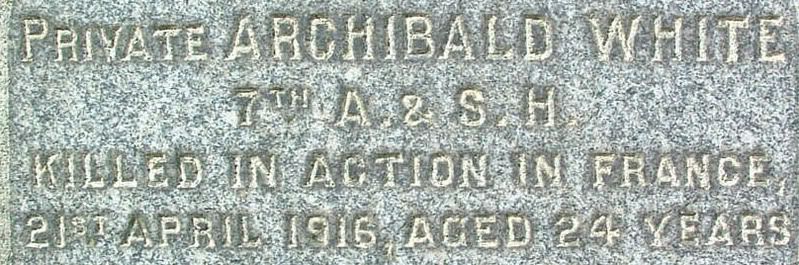 Private ARCHIBALD WHITE
7TH A. & S. H.
KILLED IN ACTION IN FRANCE,
21ST APRIL 1916, AGED 24 YEARS